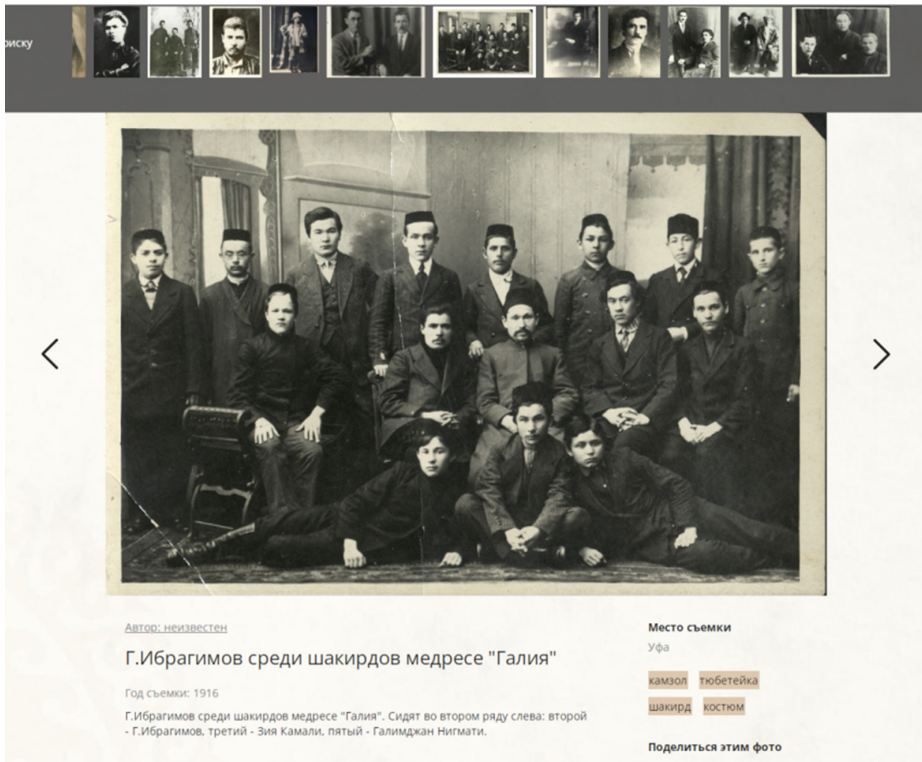 оиску
Автор: неизвестен
Г.Ибрагимов среди шакирдов медресе "Галия"
Год съемки: 1916
Г.Ибрагимов среди шакирдов медресе "Галия". Сидят во втором ряду слева: второй
- Г.Ибрагимов, третий - Зия Камали, пятый - Галимджан Нигмати.
Место съемки
Уфа
камзол тюбетейка
шакирд костюм
Поделиться этим фото